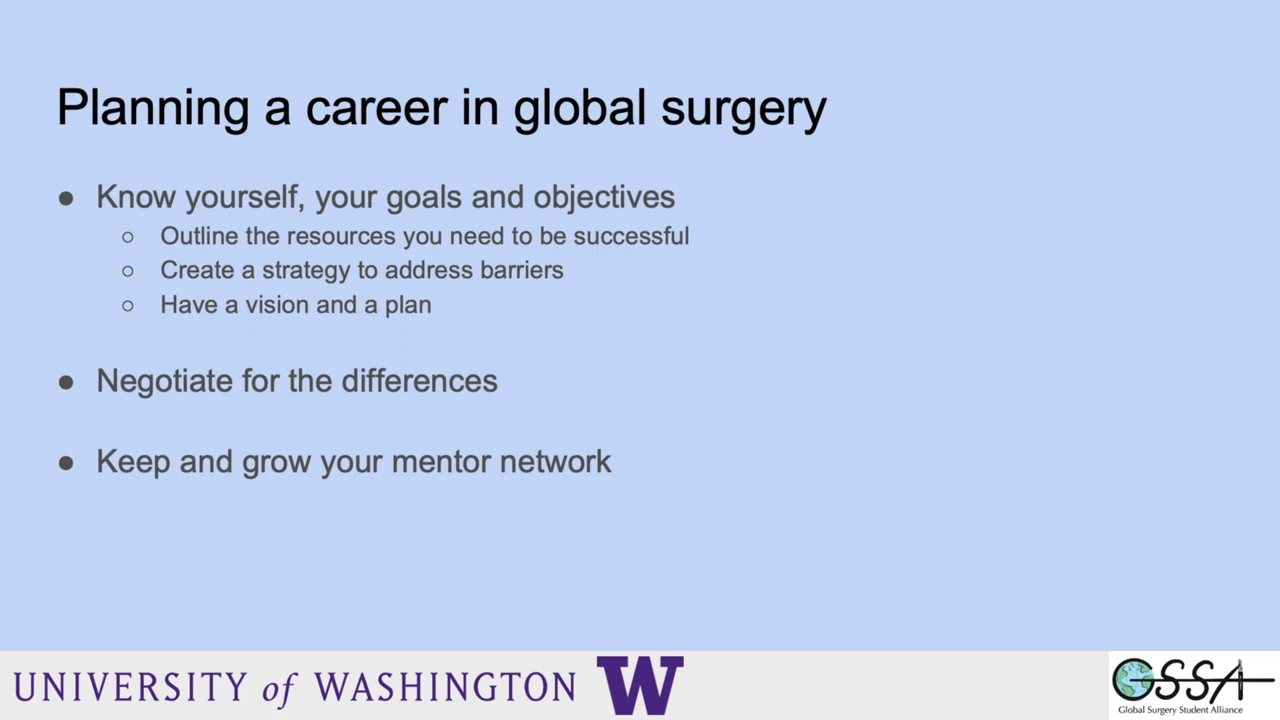 Planning a career in global surgery
● Know yourself, your goals and objectives
○ Outline the resources you need to be successful
○ Create a strategy to address barriers
○ Have a vision and a plan
● Negotiate for the differences
● Keep and grow your mentor network
UNIVERSITY of WASHINGTON W
GSSA
Global Surgery Student Alliance